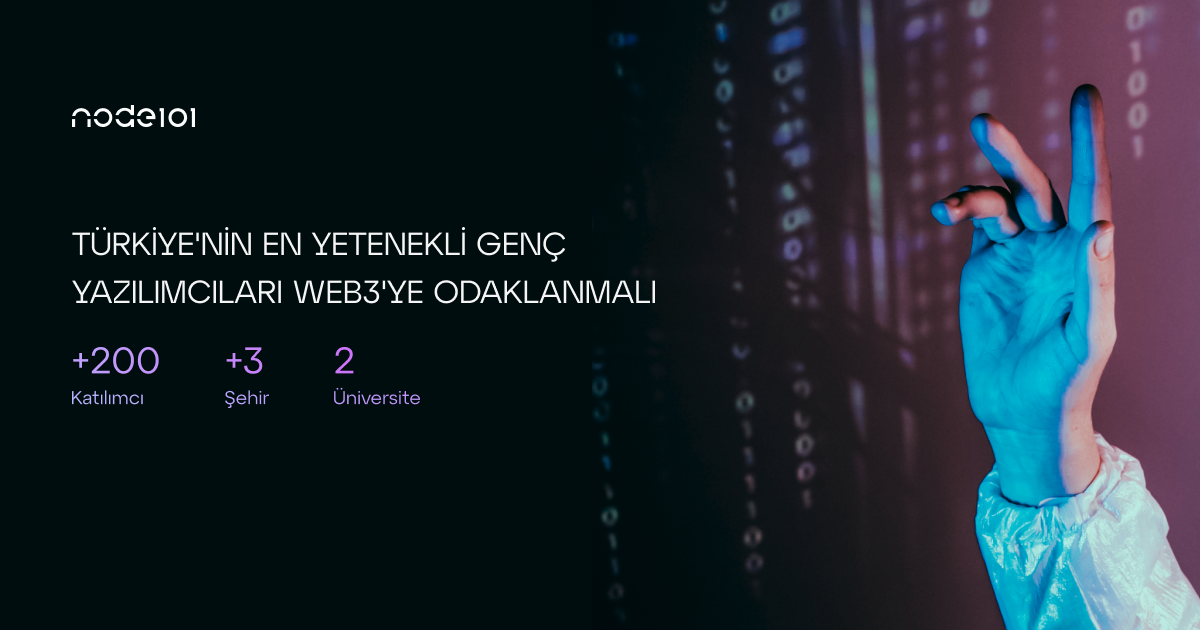 node101
TÜRKİYE'NİN EN YETENEKLİ GENÇ
YAZILIMCILARI WEB3'YE ODAKLANMALI
+200 +3 2
Katılımcı Şehir Üniversite